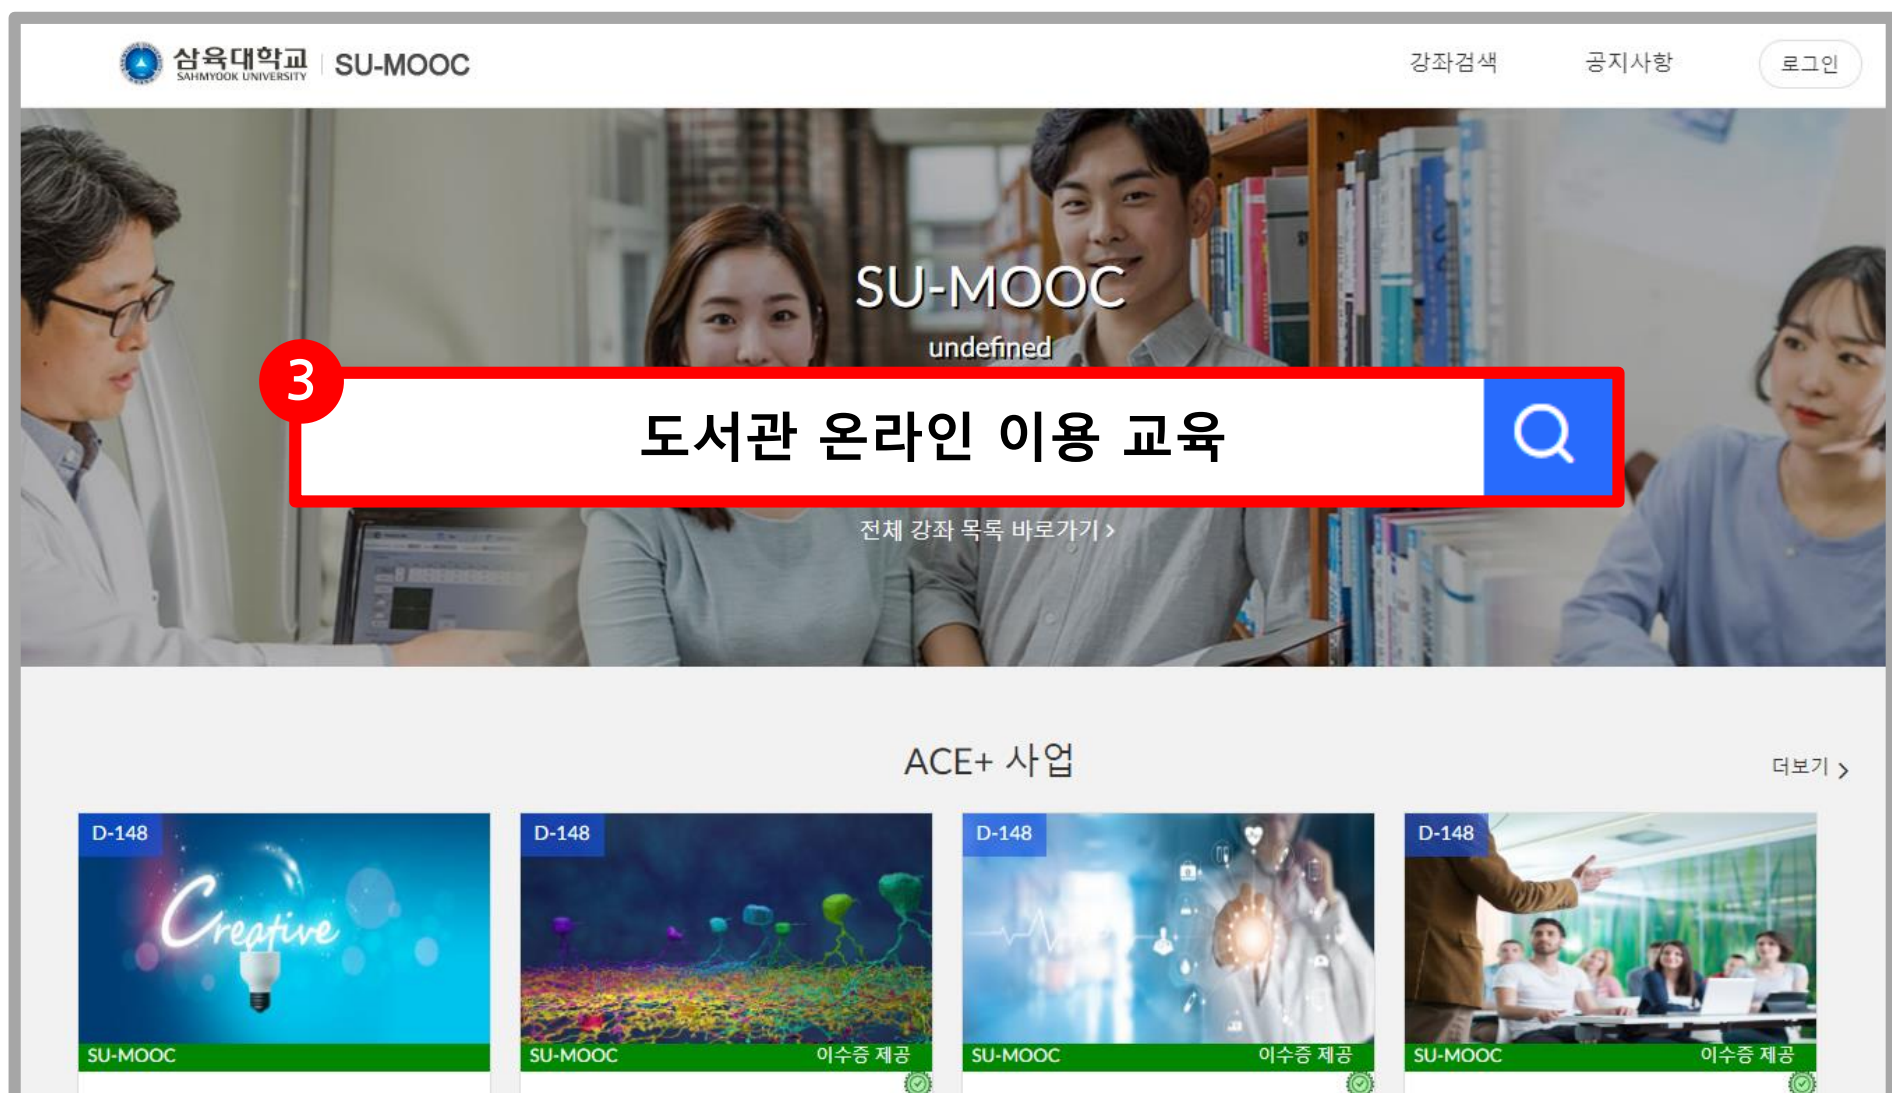 삼육대학교
SAHMYOOK UNIVERSITY
SU-MOOC
강좌검색
공지사항
로그인
SU-MOOC
undefined
3
도서관 온라인 이용 교육
전체 강좌 목록 바로가기 >
ACE+ 사업
더보기 >
D-148
D-148
D-148
D-148
Creative
SU-MOOC
SU-MOOC 이수증 제공
SU-MOOC 이수증 제공
SU-MOOC 이수증 제공